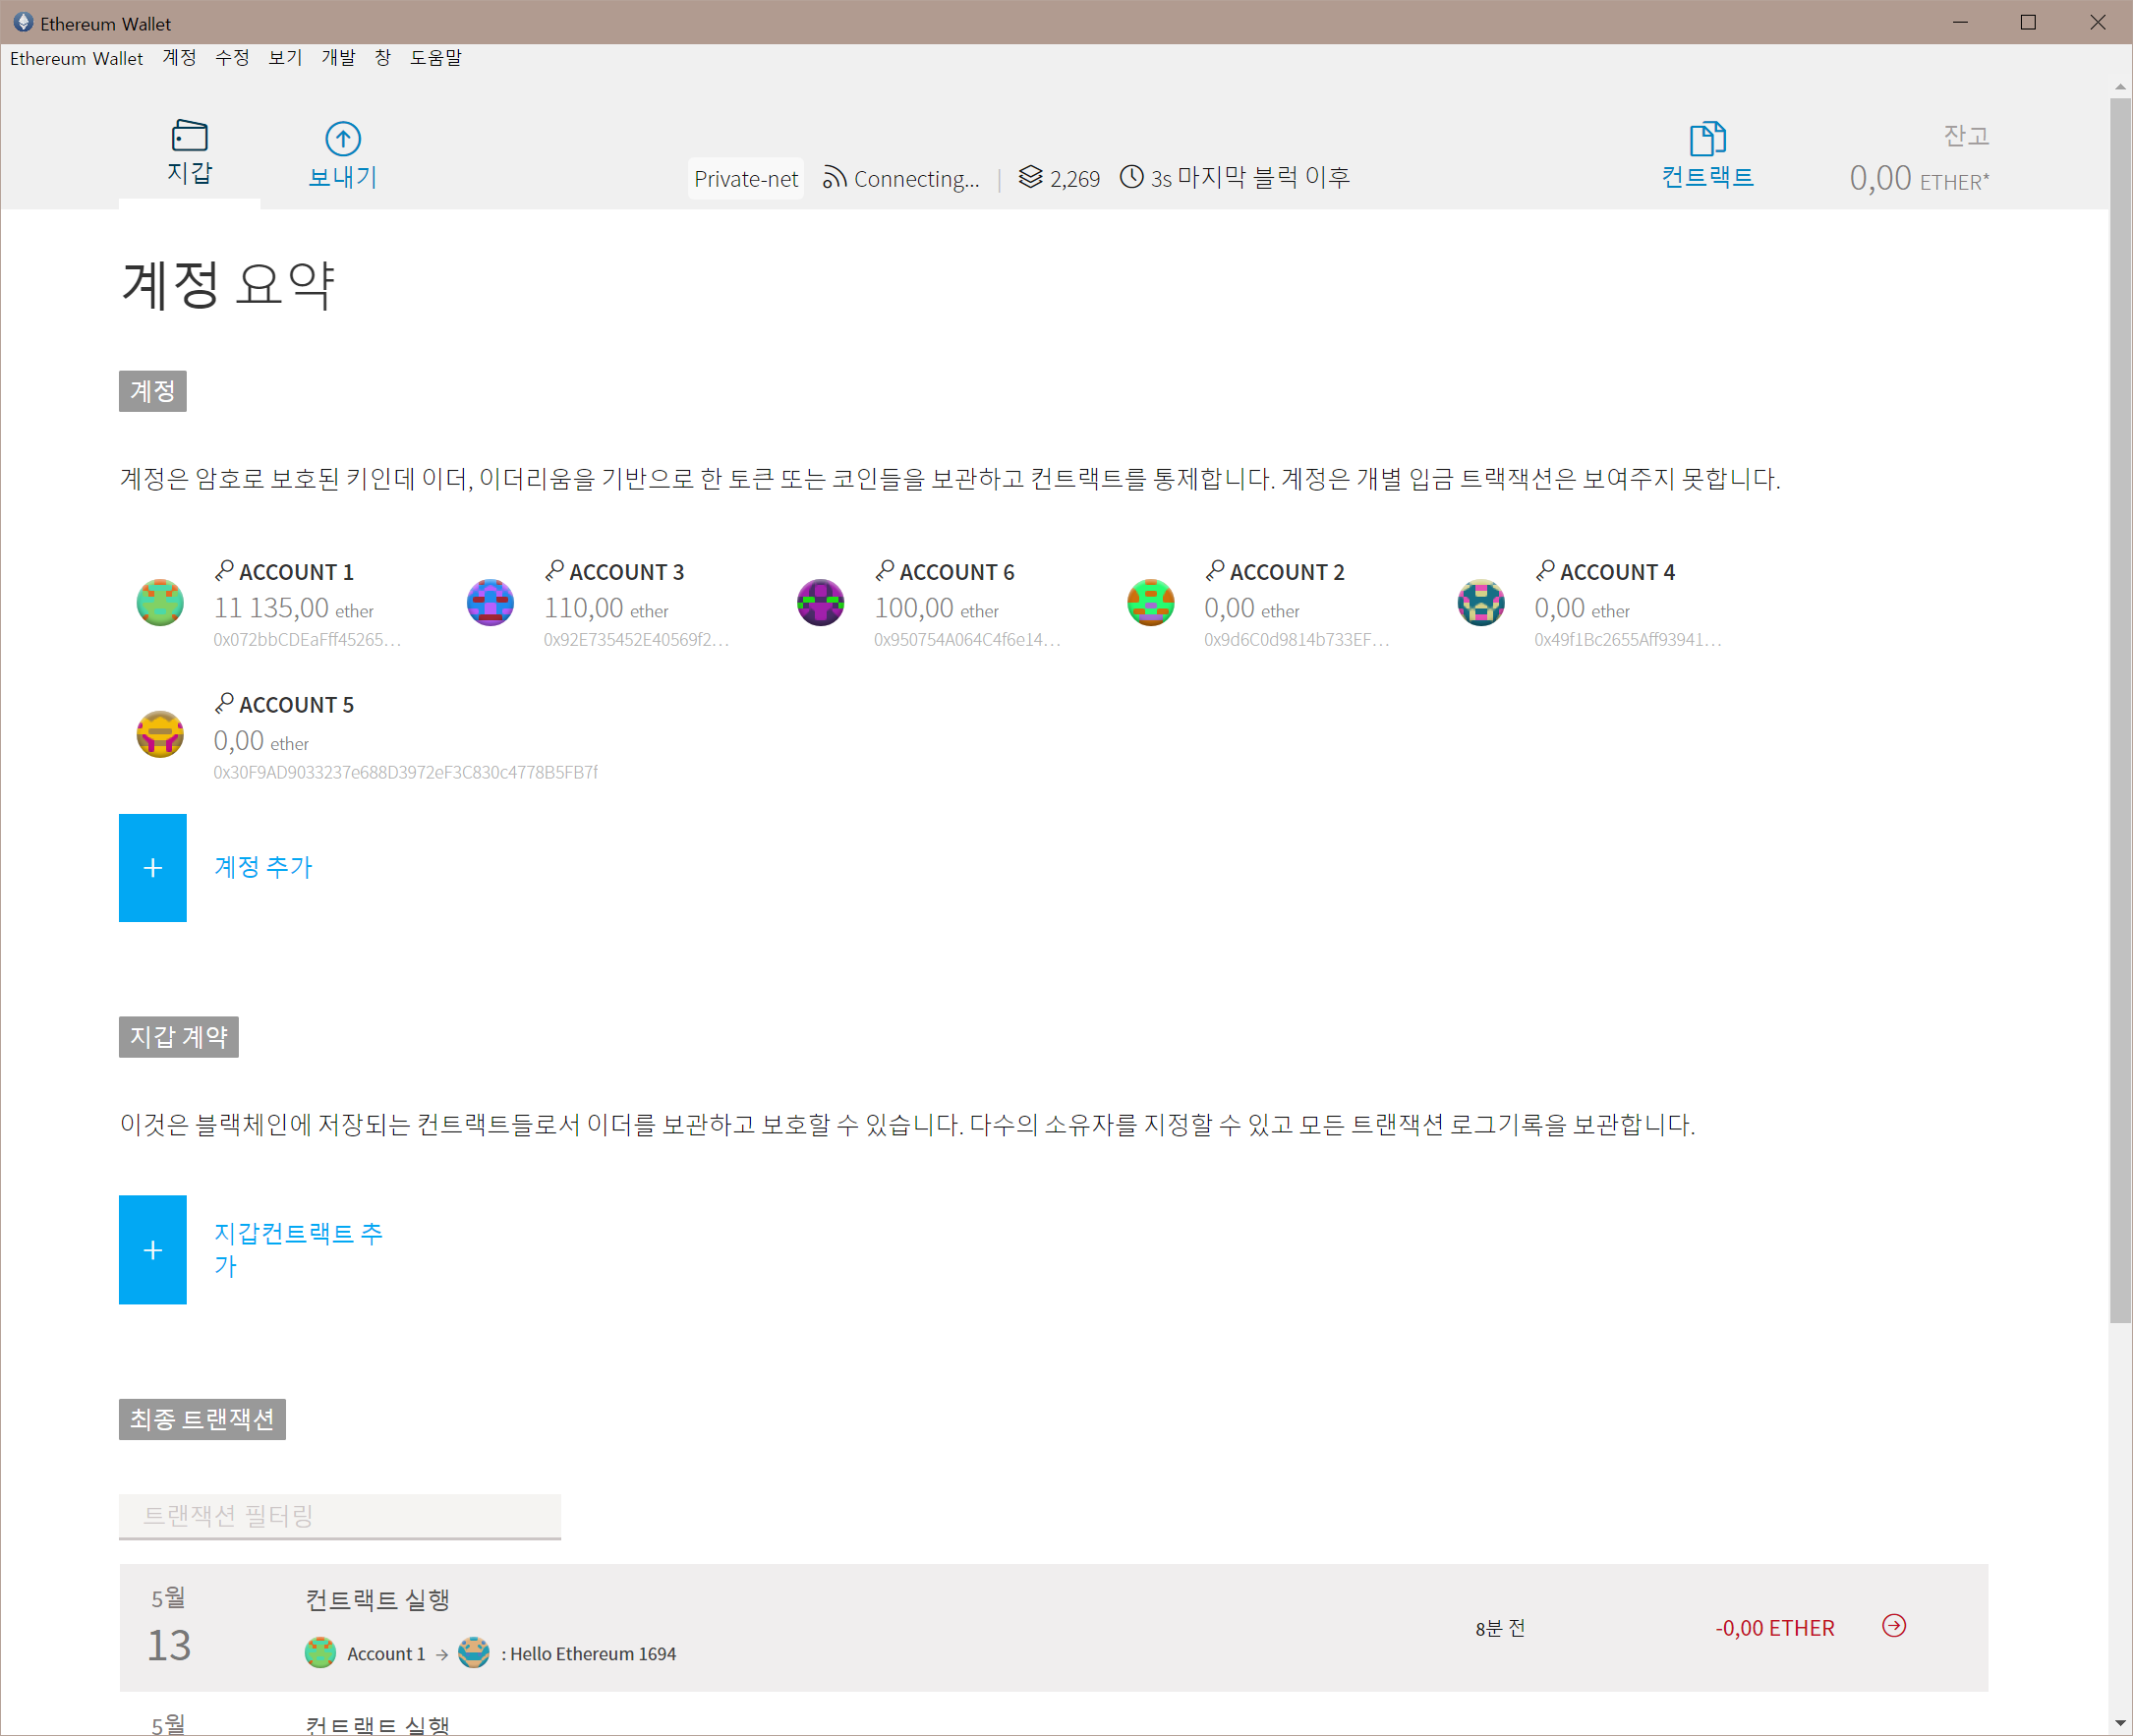 Ethereum Wallet
Ethereum Wallet 계정 수정 보기 개발 창 도움말
지갑
보내기
Private-net Connecting... | 2,269 3s 마지막 블럭 이후
컨트랙트
잔고
0,00 ETHER*
계정 요약
계정
계정은 암호로 보호된 키인데 이더, 이더리움을 기반으로 한 토큰 또는 코인들을 보관하고 컨트랙트를 통제합니다. 계정은 개별 입금 트랙잭션은 보여주지 못합니다.
ACCOUNT 1
11 135,00 ether
0x072bbCDEaFff45265...
ACCOUNT 3
110,00 ether
0x92E735452E40569f2...
ACCOUNT 6
100,00 ether
0x950754A064C4f6e14...
ACCOUNT 2
0,00 ether
0x9d6C0d9814b733EF...
ACCOUNT 4
0,00 ether
0x49f1Bc2655Aff93941...
ACCOUNT 5
0,00 ether
0x30F9AD9033237e688D3972eF3C830c4778B5FB7f
+ 계정 추가
지갑 계약
이것은 블랙체인에 저장되는 컨트랙트들로서 이더를 보관하고 보호할 수 있습니다. 다수의 소유자를 지정할 수 있고 모든 트랜잭션 로그기록을 보관합니다.
+ 지갑컨트랙트 추
가
최종 트랜잭션
트랜잭션 필터링
5월
13
컨트랙트 실행
Account 1 → : Hello Ethereum 1694
8분 전
-0,00 ETHER
5월
컨트랙트 실행